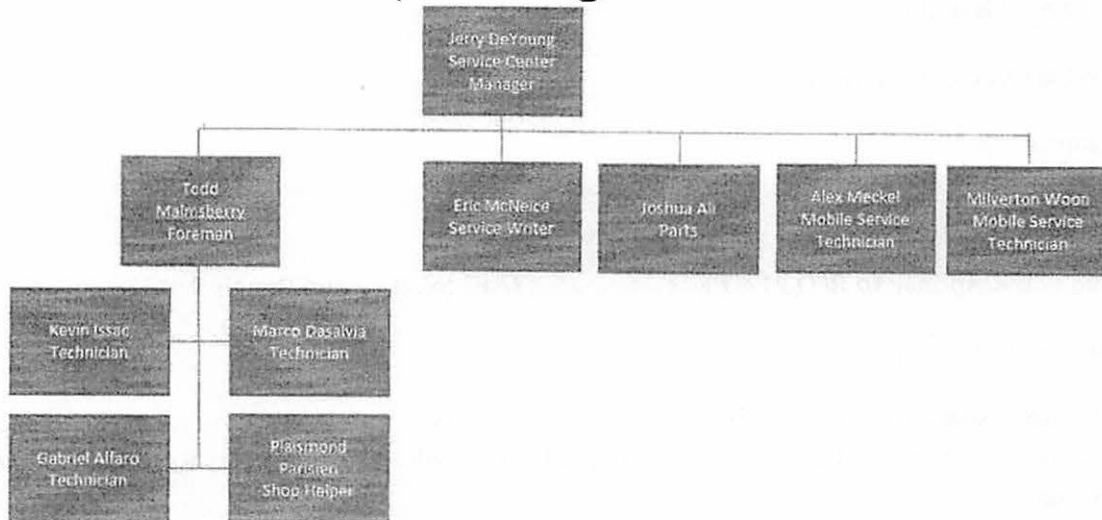 Jerry DeYoung
Service Center
Manager
Todd
Malmsberry
Foreman
Eric McNeice
Service Writer
Joshua Ali
Parts
Alex Meckel
Mobile Service
Technician
Milverton Woon
Mobile Service
Technician
Kevin Issac
Technician
Marco Dasalvia
Technician
Gabriel Alfaro
Technician
Plaismond
Parisien
Shop Helper